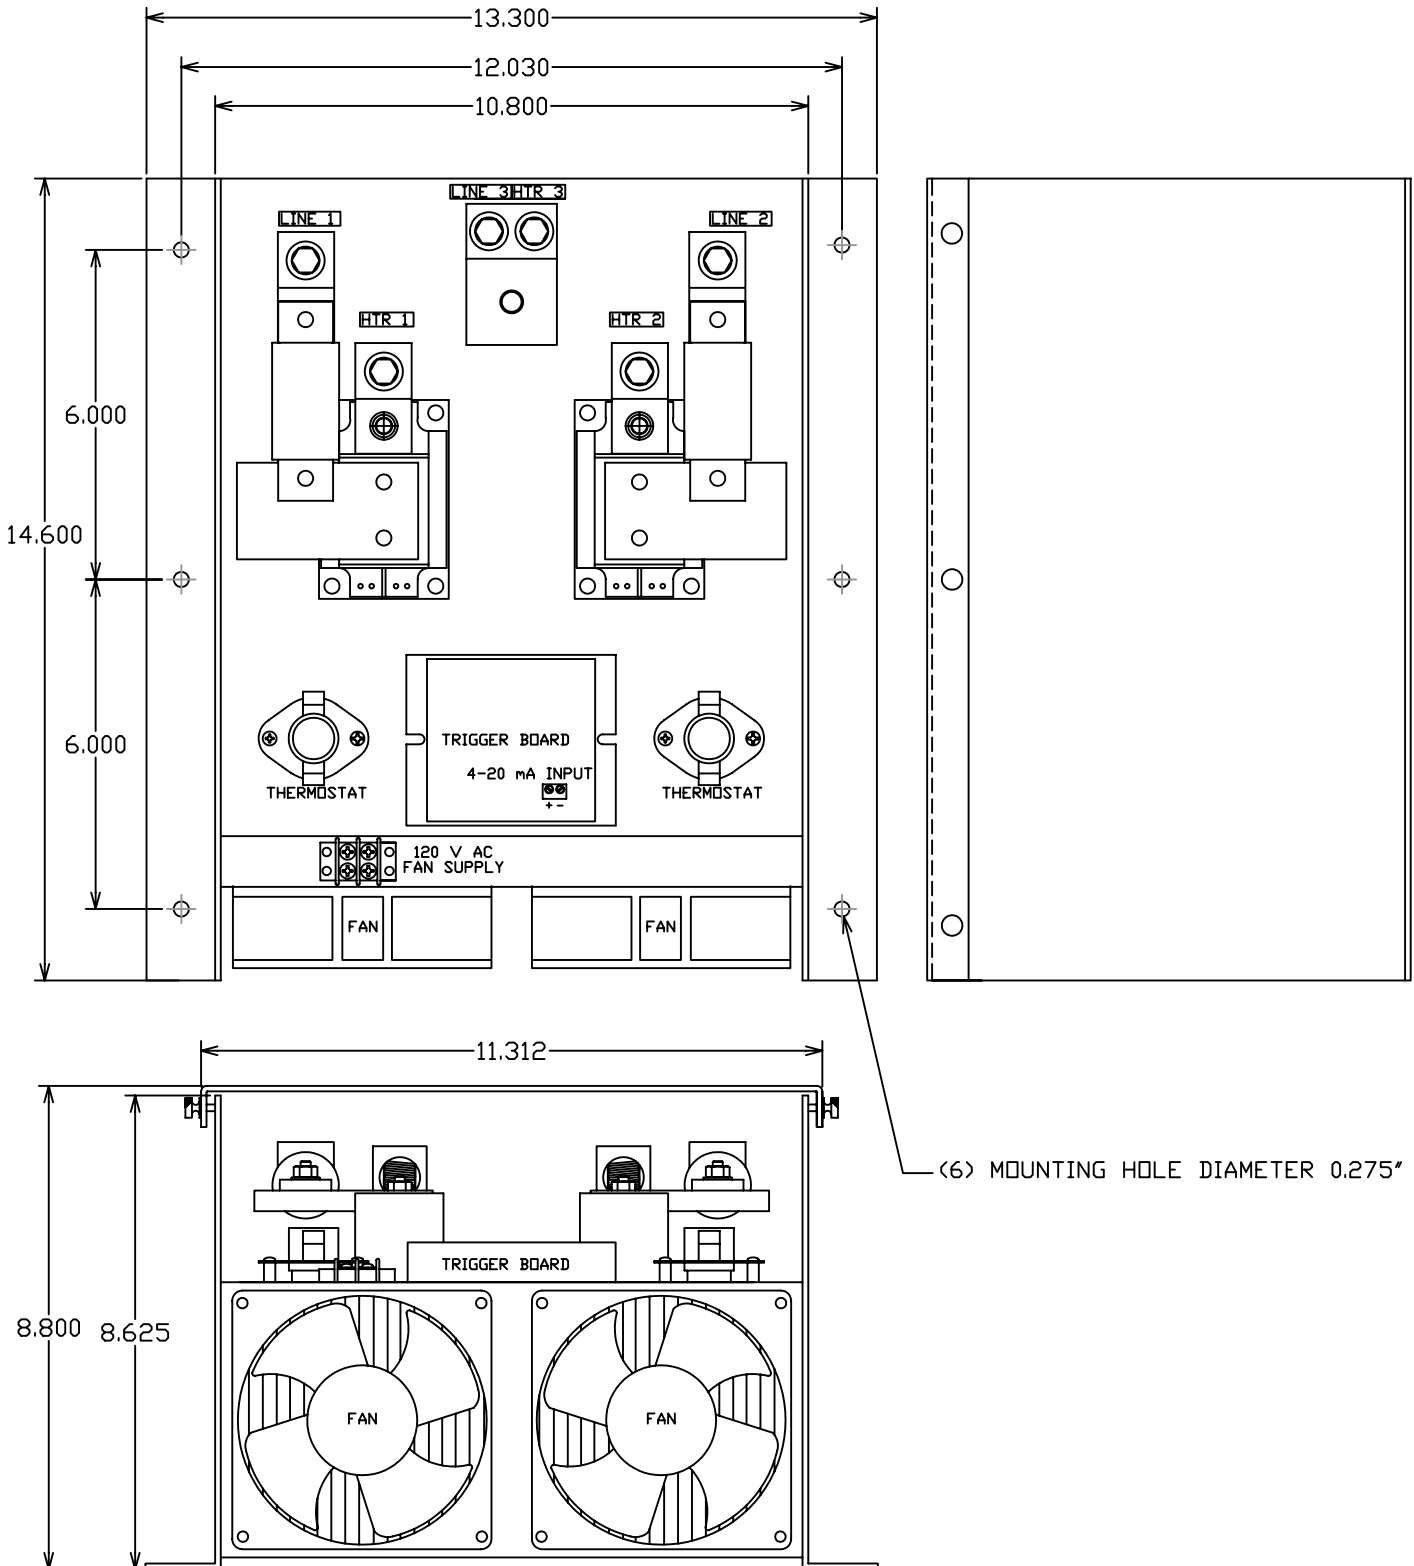 13.300
12.030
10.800
LINE 3 HTR 3
LINE 1
LINE 2
HTR 1
HTR 2
6.000
14.600
6.000
TRIGGER BOARD
4-20 mA INPUT
+ -
THERMOSTAT
THERMOSTAT
120 V AC
FAN SUPPLY
FAN
FAN
11.312
(6) MOUNTING HOLE DIAMETER 0.275"
TRIGGER BOARD
8.800
8.625
FAN
FAN